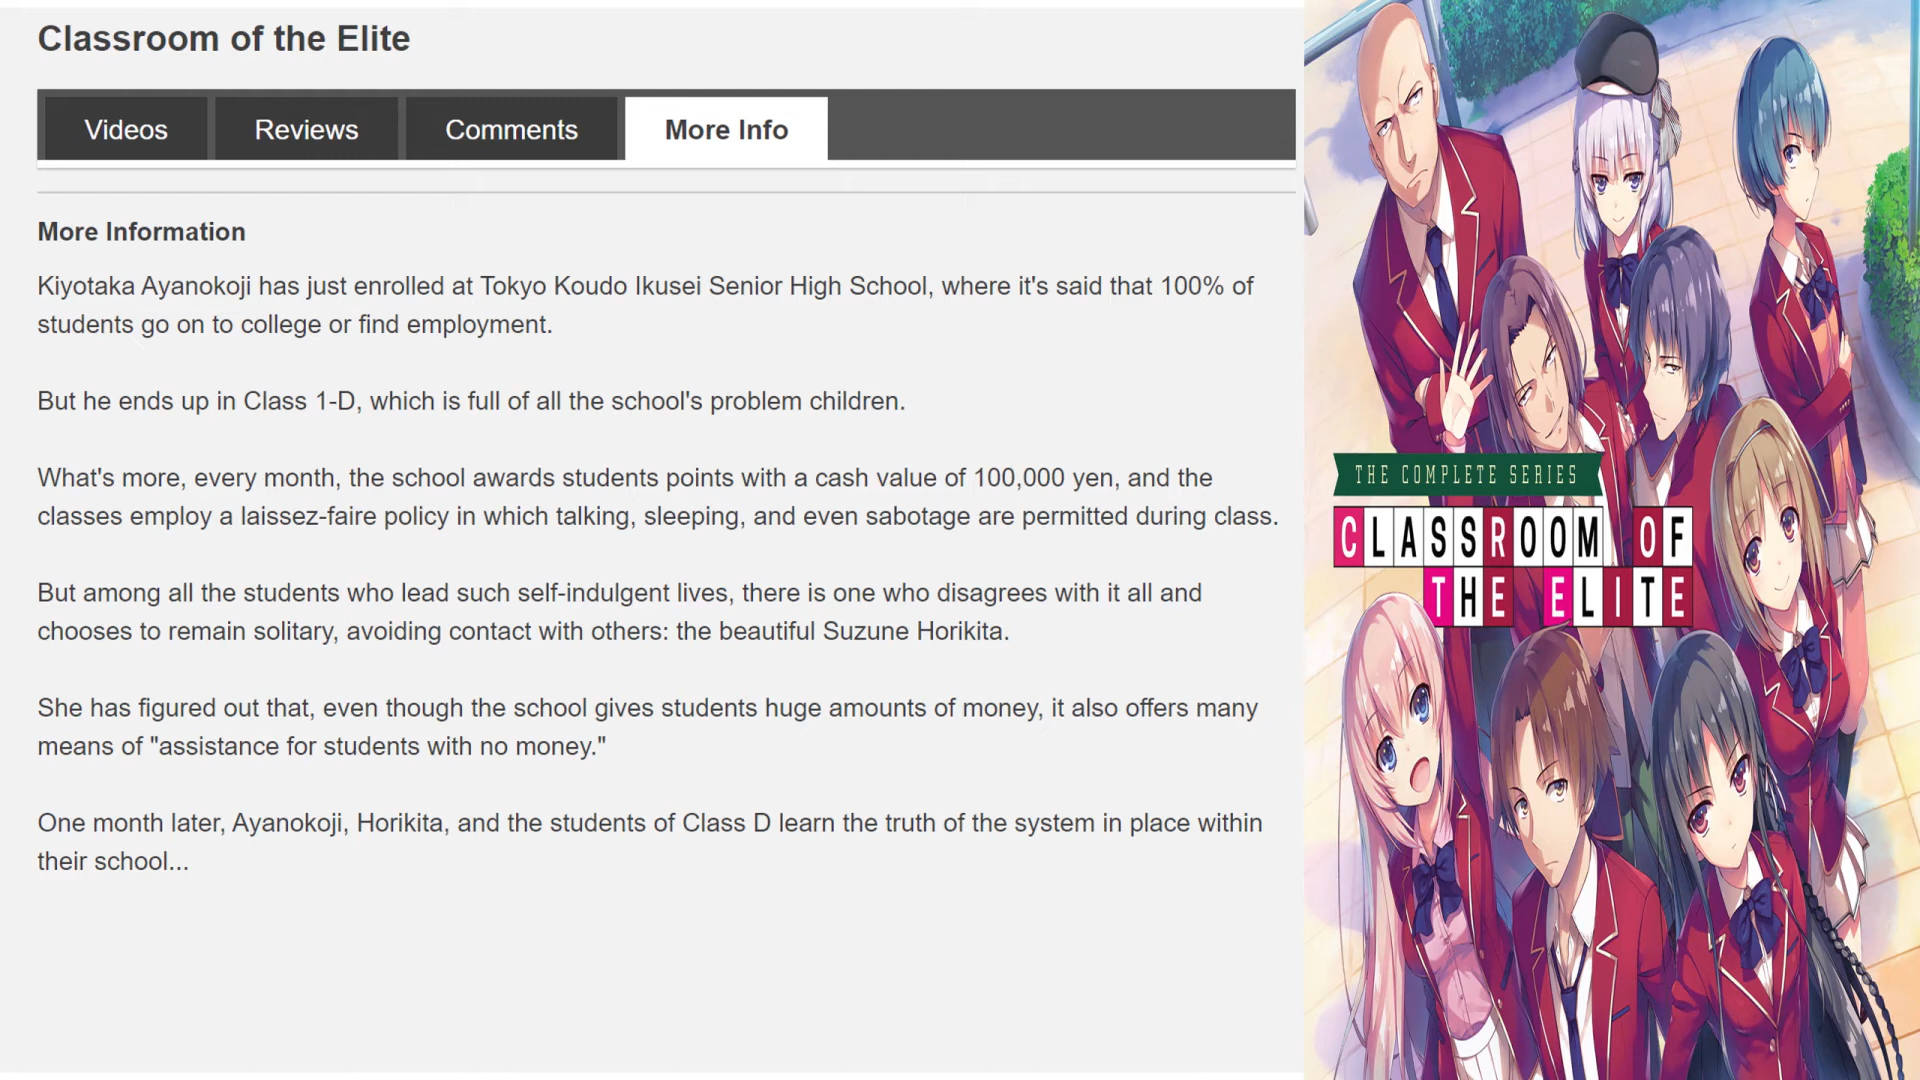 Classroom of the Elite
Videos
Reviews
Comments
More Info
More Information
Kiyotaka Ayanokoji has just enrolled at Tokyo Koudo Ikusei Senior High School, where it's said that 100% of
students go on to college or find employment.
But he ends up in Class 1-D, which is full of all the school's problem children.
What's more, every month, the school awards students points with a cash value of 100,000 yen, and the
classes employ a laissez-faire policy in which talking, sleeping, and even sabotage are permitted during class.
But among all the students who lead such self-indulgent lives, there is one who disagrees with it all and
chooses to remain solitary, avoiding contact with others: the beautiful Suzune Horikita.
She has figured out that, even though the school gives students huge amounts of money, it also offers many
means of "assistance for students with no money."
One month later, Ayanokoji, Horikita, and the students of Class D learn the truth of the system in place within
their school...
THE COMPLETE SERIES
CLASSROOM OF
THE ELITE